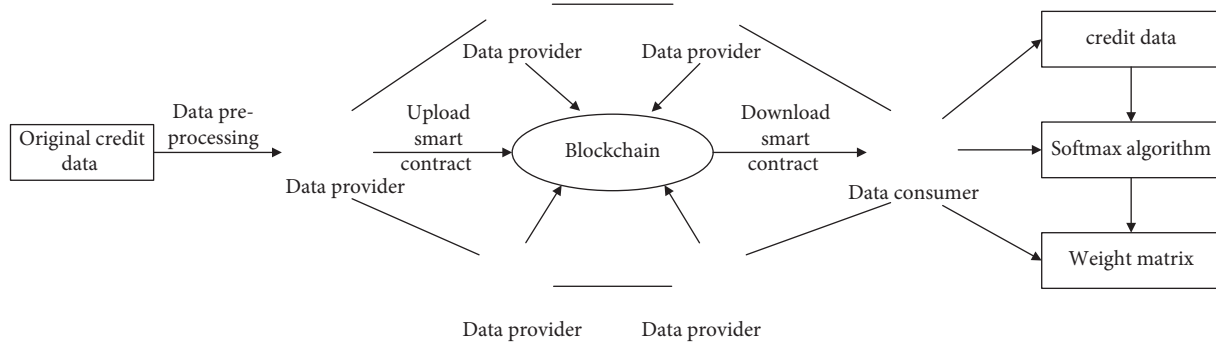 Original credit
data
Data pre-
processing
Data provider
Upload
smart
contract
Data provider
Data provider
Blockchain
Data provider
Data provider
Download
smart
contract
Data consumer
credit data
Softmax algorithm
Weight matrix